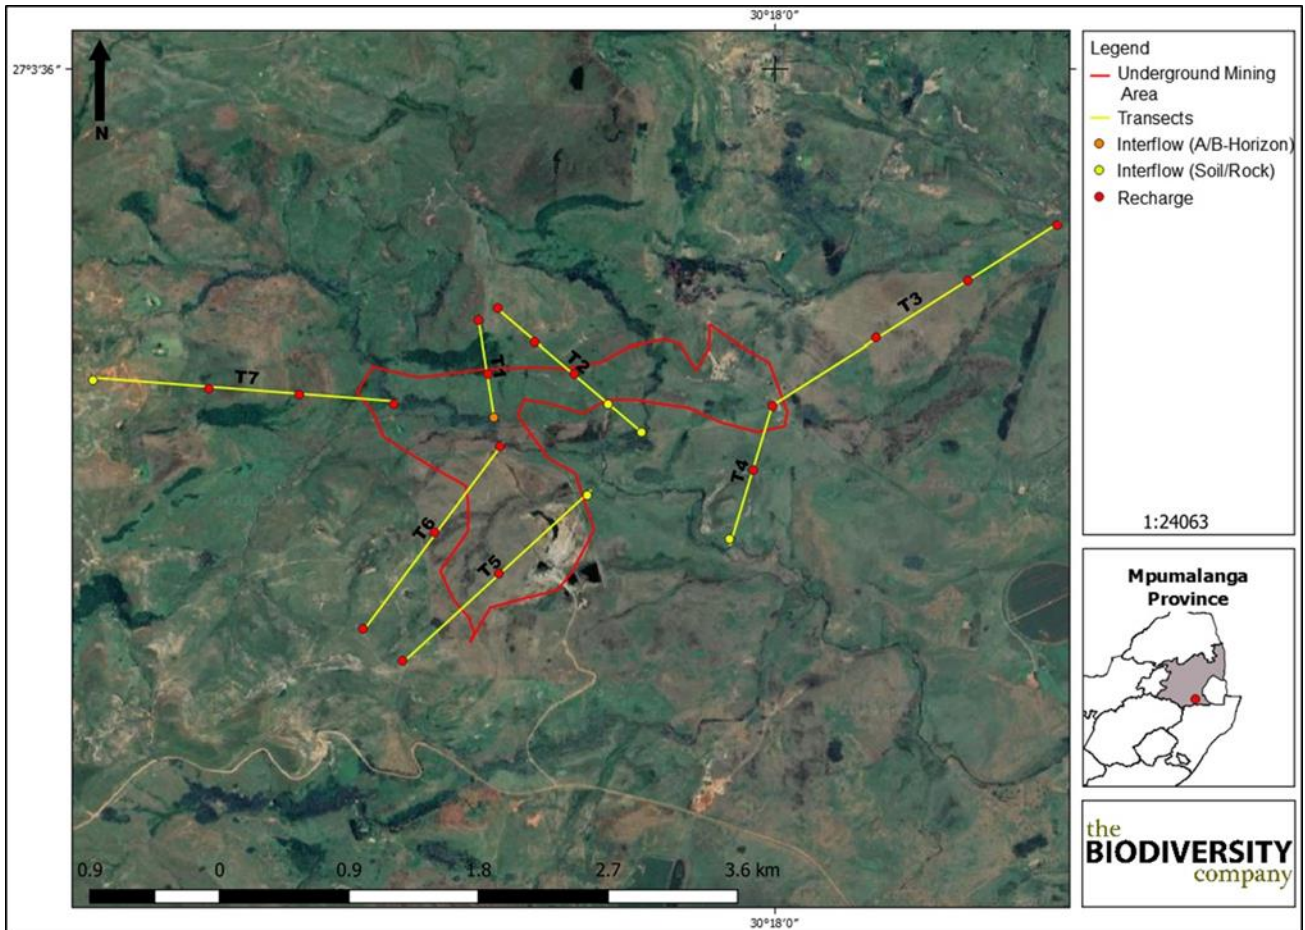 30°18'0"
27°3'36"
N
T3
T2
T1
T7
T4
T6
T5
0.9 0 0.9 1.8 2.7 3.6 km
30°18'0"
Legend
Underground Mining
Area
Transects
Interflow (A/B-Horizon)
Interflow (Soil/Rock)
Recharge
1:24063
Mpumalanga
Province
the
BIODIVERSITY
company